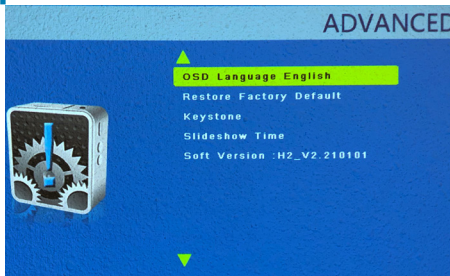 ADVANCED
OSD Language English
Restore Factory Default
Keystone
Slideshow Time
Soft Version :H2_V2.210101